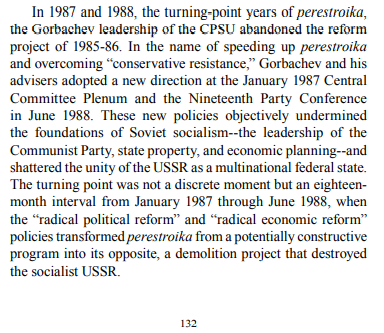 In 1987 and 1988, the turning-point years of perestroika,
the Gorbachev leadership of the CPSU abandoned the reform
project of 1985-86. In the name of speeding up perestroika
and overcoming “conservative resistance,” Gorbachev and his
advisers adopted a new direction at the January 1987 Central
Committee Plenum and the Nineteenth Party Conference
in June 1988. These new policies objectively undermined
the foundations of Soviet socialism--the leadership of the
Communist Party, state property, and economic planning--and
shattered the unity of the USSR as a multinational federal state.
The turning point was not a discrete moment but an eighteen-
month interval from January 1987 through June 1988, when
the “radical political reform” and “radical economic reform”
policies transformed perestroika from a potentially constructive
program into its opposite, a demolition project that destroyed
the socialist USSR.
132